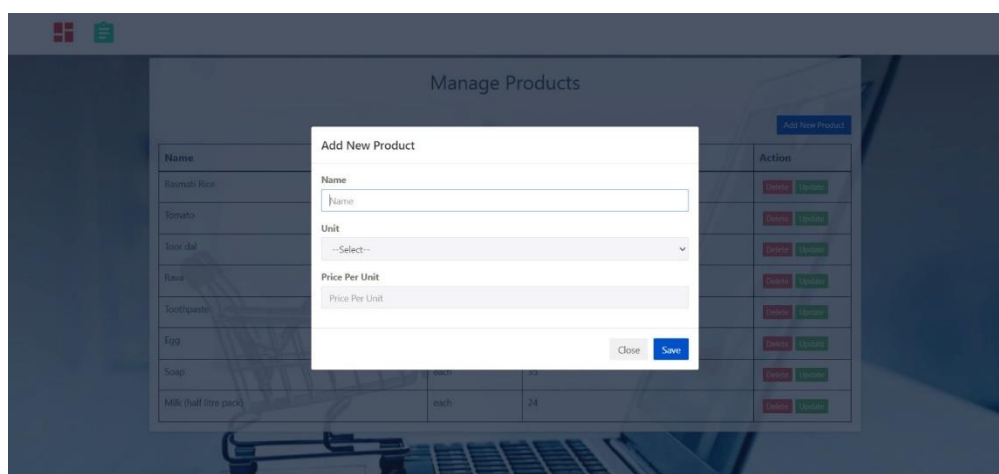 Manage Products
Add New Product
Name Action
Basmati Rice Delete Update
Tomato Delete Update
Toor dal Delete Update
Rava Delete Update
Toothpaste Delete Update
Egg Delete Update
Soap each 35 Delete Update
Milk (half litre pack) each 24 Delete Update
Add New Product
Name
Name
Unit
--Select--
Price Per Unit
Price Per Unit
Close Save